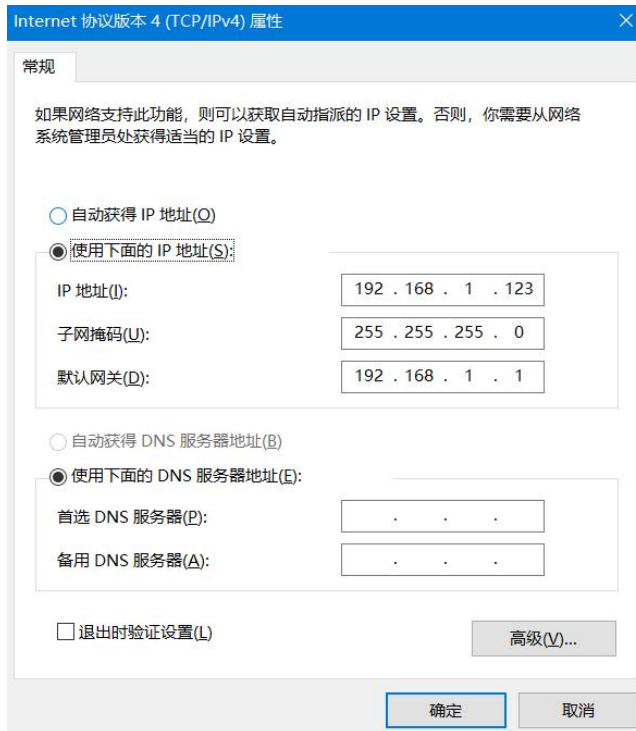 Internet 协议版本 4 (TCP/IPv4) 属性
常规
如果网络支持此功能，则可以获取自动指派的 IP 设置。否则，你需要从网络
系统管理员处获得适当的 IP 设置。
自动获得 IP 地址(O)
使用下面的 IP 地址(S):
IP 地址(I): 192 . 168 . 1 . 123
子网掩码(U): 255 . 255 . 255 . 0
默认网关(D): 192 . 168 . 1 . 1
自动获得 DNS 服务器地址(B)
使用下面的 DNS 服务器地址(E):
首选 DNS 服务器(P): . . .
备用 DNS 服务器(A): . . .
退出时验证设置(L)
高级(V)...
确定 取消